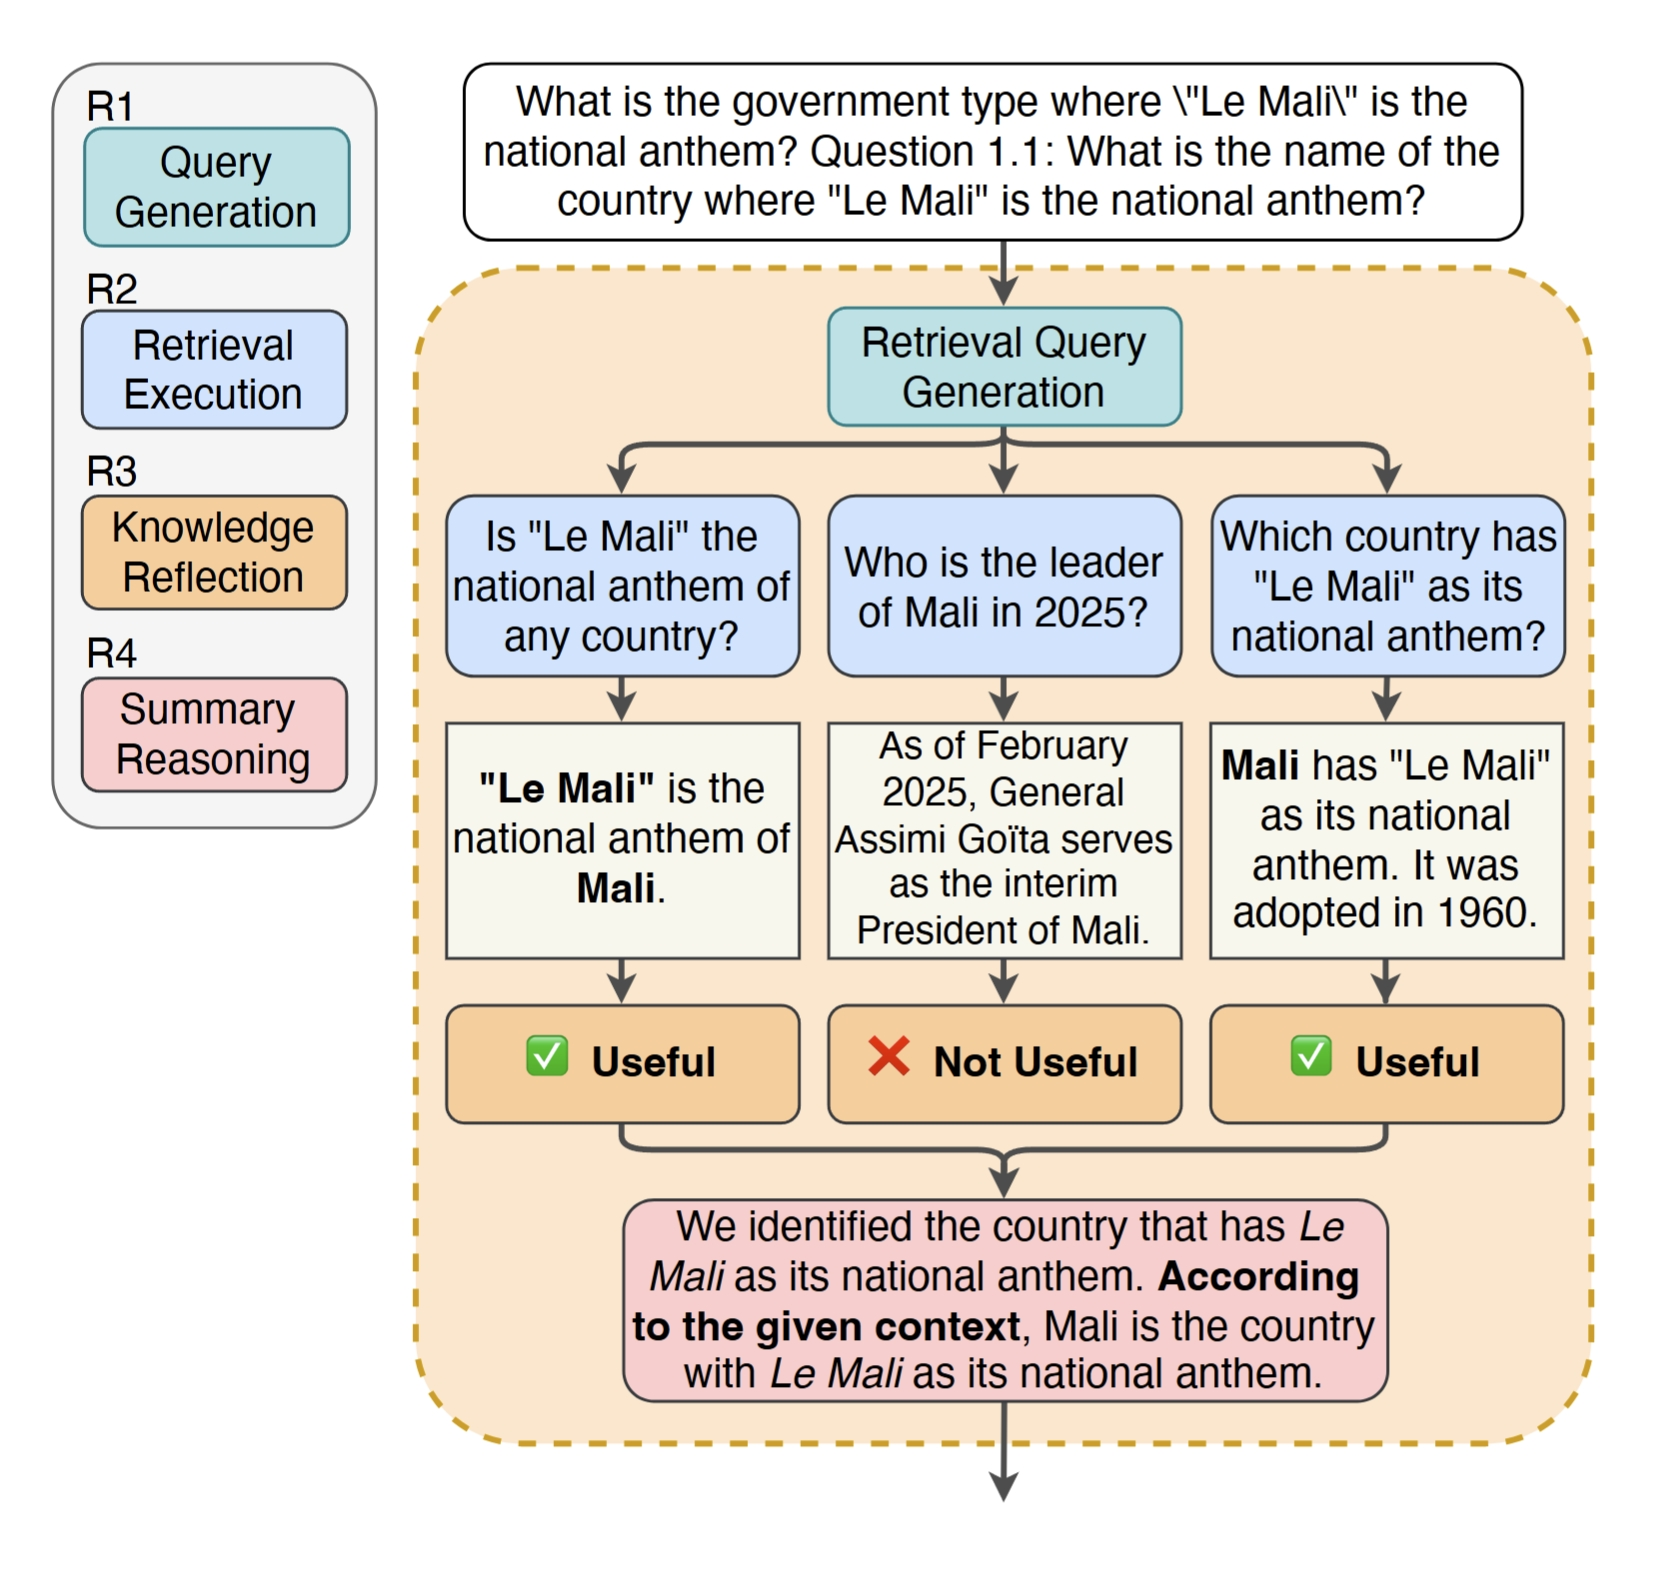 R1
Query
Generation
R2
Retrieval
Execution
R3
Knowledge
Reflection
R4
Summary
Reasoning
What is the government type where \"Le Mali\" is the
national anthem? Question 1.1: What is the name of the
country where "Le Mali" is the national anthem?
Retrieval Query
Generation
Is "Le Mali" the
national anthem of
any country?
Who is the leader
of Mali in 2025?
Which country has
"Le Mali" as its
national anthem?
"Le Mali" is the
national anthem of
Mali.
As of February
2025, General
Assimi Goïta serves
as the interim
President of Mali.
Mali has "Le Mali"
as its national
anthem. It was
adopted in 1960.
Useful
Not Useful
Useful
We identified the country that has Le
Mali as its national anthem. According
to the given context, Mali is the country
with Le Mali as its national anthem.